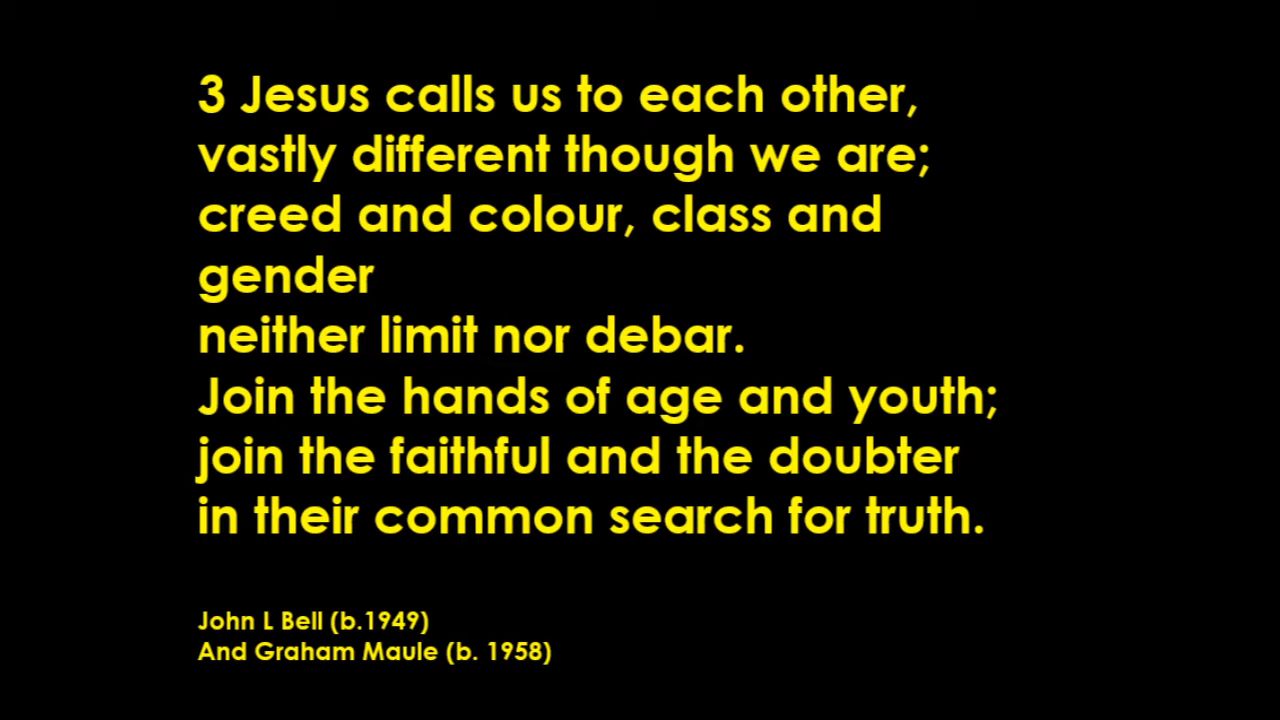 3 Jesus calls us to each other,
vastly different though we are;
creed and colour, class and
gender
neither limit nor debar.
Join the hands of age and youth;
join the faithful and the doubter
in their common search for truth.
John L Bell (b.1949)
And Graham Maule (b. 1958)